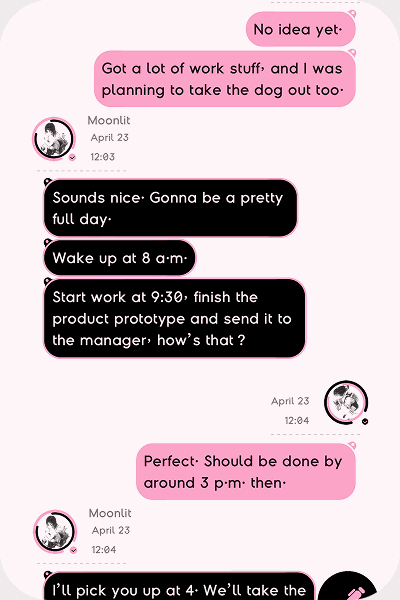 No idea yet·
Got a lot of work stuff, and I was
planning to take the dog out too·
Moonlit
April 23
12:03
Sounds nice· Gonna be a pretty
full day·
Wake up at 8 a·m·
Start work at 9:30, finish the
product prototype and send it to
the manager, how's that ?
April 23
12:04
Perfect· Should be done by
around 3 p·m· then·
Moonlit
April 23
12:04
I'll pick you up at 4· We'll take the